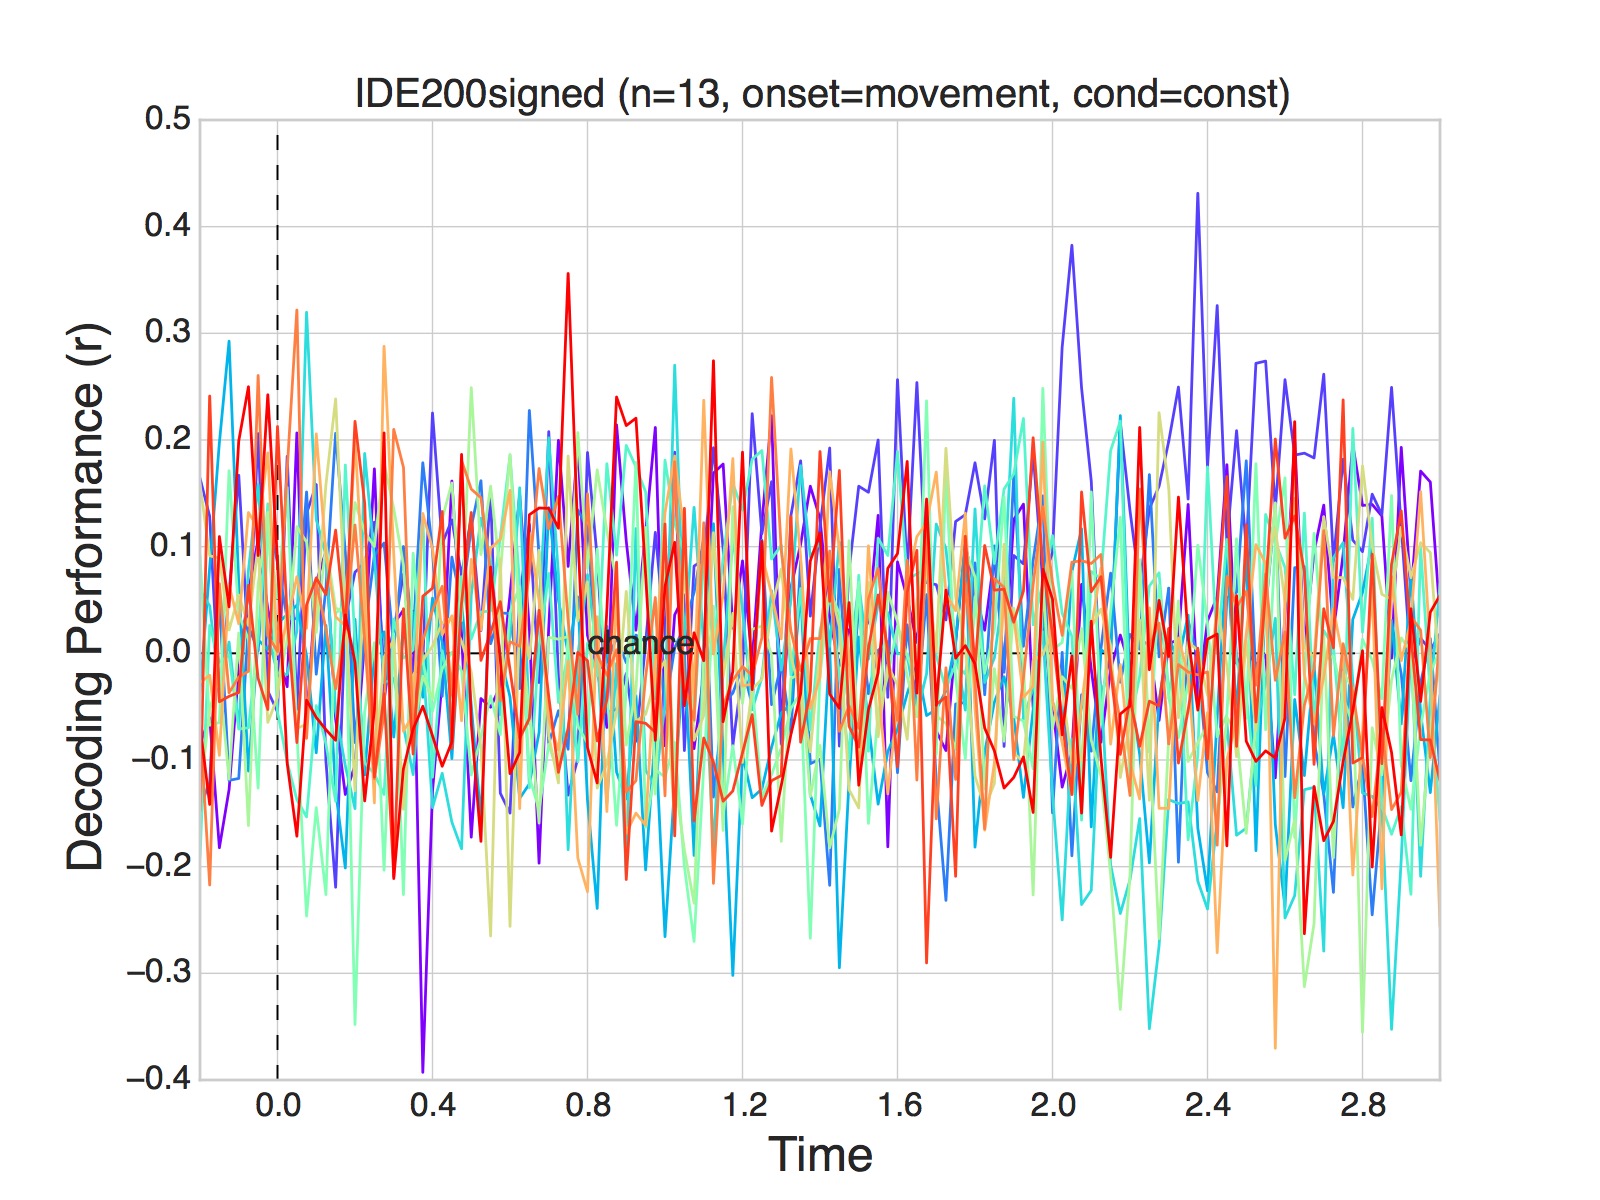 IDE200signed (n=13, onset=movement, cond=const)
0.5
0.4
0.3
0.2
0.1
0.0
−0.1
−0.2
−0.3
−0.4
Decoding Performance (r)
chance
0.0 0.4 0.8 1.2 1.6 2.0 2.4 2.8
Time